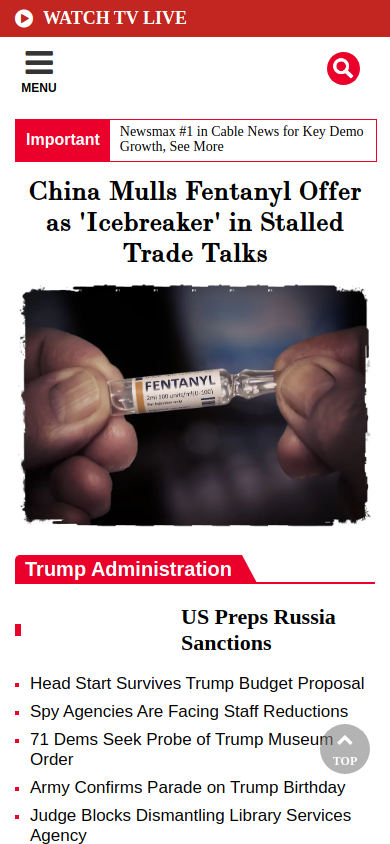 WATCH TV LIVE
MENU
Important
Newsmax #1 in Cable News for Key Demo
Growth, See More
China Mulls Fentanyl Offer
as 'Icebreaker' in Stalled
Trade Talks
FENTANYL
Trump Administration
US Preps Russia
Sanctions
Head Start Survives Trump Budget Proposal
Spy Agencies Are Facing Staff Reductions
71 Dems Seek Probe of Trump Museum
Order
TOP
Army Confirms Parade on Trump Birthday
Judge Blocks Dismantling Library Services
Agency